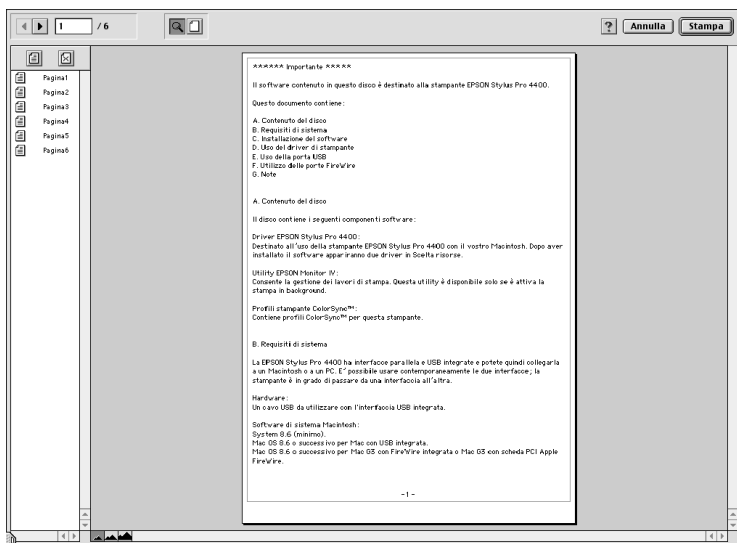 1 / 6
? Annulla Stampa
Pagina1
Pagina2
Pagina3
Pagina4
Pagina5
Pagina6
****** Importante *****
Il software contenuto in questo disco è destinato alla stampante EPSON Stylus Pro 4400.
Questo documento contiene:
A. Contenuto del disco
B. Requisiti di sistema
C. Installazione del software
D. Uso del driver di stampante
E. Uso della porta USB
F. Utilizzo delle porte FireWire
G. Note
A. Contenuto del disco
Il disco contiene i seguenti componenti software:
Driver EPSON Stylus Pro 4400:
Destinato all'uso della stampante EPSON Stylus Pro 4400 con il vostro Macintosh. Dopo aver
installato il software appariranno due driver in Scelta risorse.
Utility EPSON Monitor IV:
Consente la gestione dei lavori di stampa. Questa utility è disponibile solo se è attiva la
stampa in background.
Profili stampante ColorSync™:
Contiene profili ColorSync™ per questa stampante.
B. Requisiti di sistema
La EPSON Stylus Pro 4400 ha interfacce parallela e USB integrate e potete quindi collegarla
a un Macintosh o a un PC. E' possibile usare contemporaneamente le due interfacce; la
stampante è in grado di passare da una interfaccia all'altra.
Hardware:
Un cavo USB da utilizzare con l'interfaccia USB integrata.
Software di sistema Macintosh:
System 8.6 (minimo).
Mac OS 8.6 o successivo per Mac con USB integrata.
Mac OS 8.6 o successivo per Mac G3 con FireWire integrata o Mac G3 con scheda PCI Apple
FireWire.
-1-